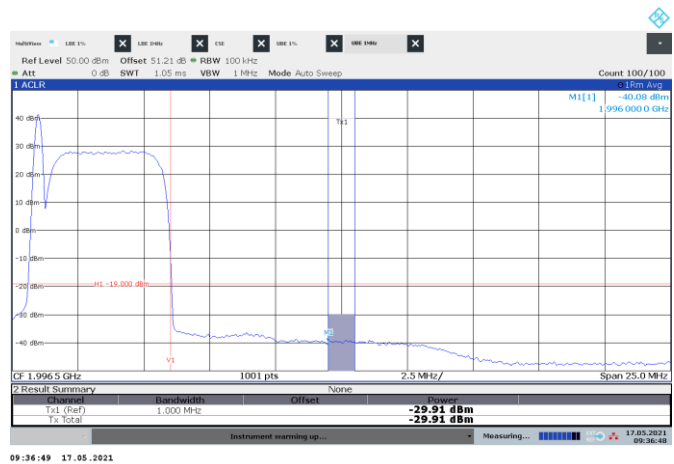 MultiView LBE 1% LBE 1MHz CSE UBE 1% UBE 1MHz
Ref Level 50.00 dBm Offset 51.21 dB RBW 100 kHz
Att 0 dB SWT 1.05 ms VBW 1 MHz Mode Auto Sweep Count 100/100
1 ACLR 1Rm Avg
M1[1] -40.08 dBm
1.996 000 0 GHz
40 dBm
Tx1
30 dBm
20 dBm
10 dBm
0 dBm
-10 dBm
H1 -19.000 dBm
-20 dBm
-30 dBm
M1
-40 dBm
V1
CF 1.996 5 GHz 1001 pts 2.5 MHz/ Span 25.0 MHz
2 Result Summary None
Channel Bandwidth Offset Power
Tx1 (Ref) 1.000 MHz -29.91 dBm
Tx Total -29.91 dBm
Instrument warming up... Measuring... 17.05.2021
09:36:48
09:36:49 17.05.2021